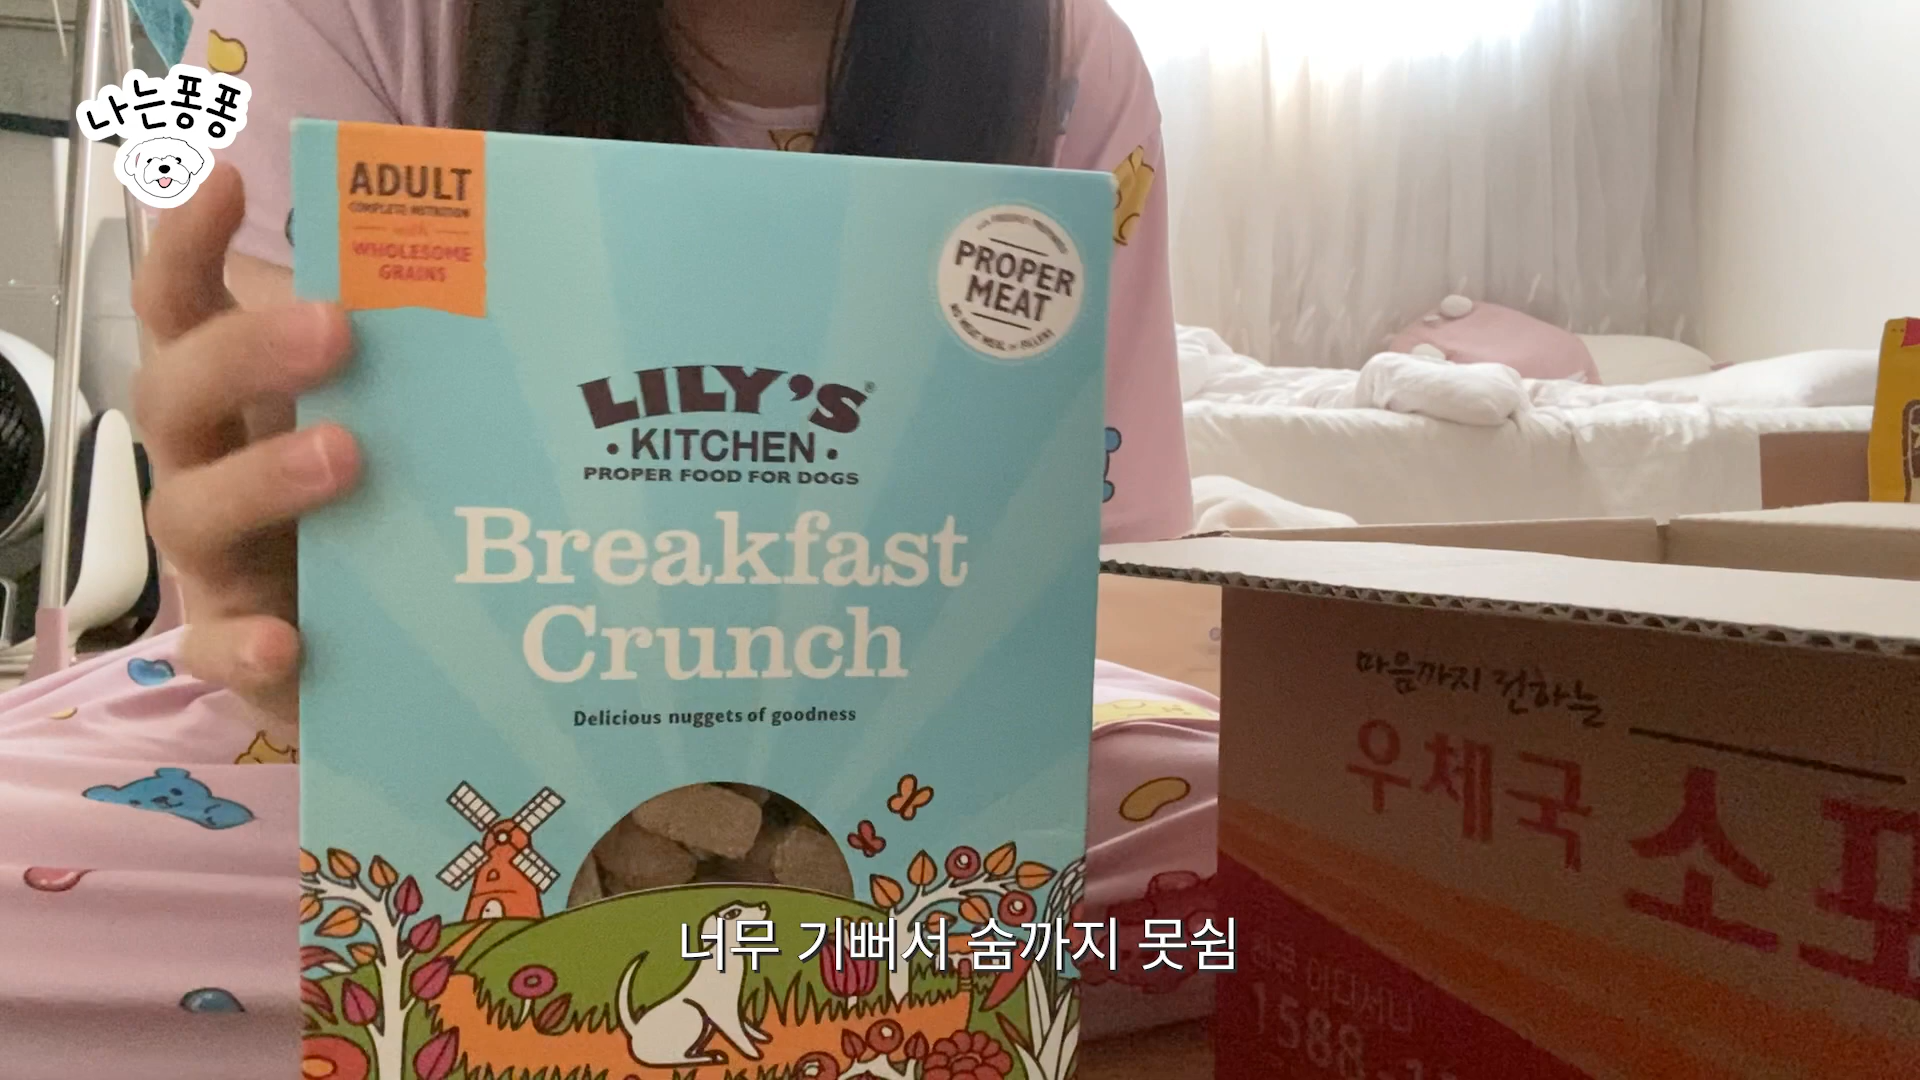 나는퐁퐁
ADULT
COMPLETE NUTRITION
with
WHOLESOME
GRAINS
PROPER
MEAT
LILY'S®
• KITCHEN •
PROPER FOOD FOR DOGS
Breakfast
Crunch
Delicious nuggets of goodness
마음까지 전하는
우체국 소포
1588
너무 기뻐서 숨까지 못쉼